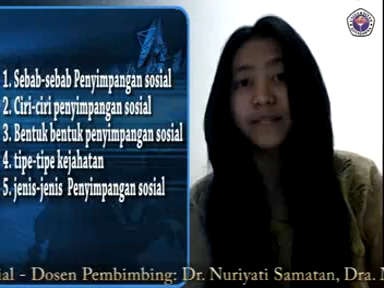 1. Sebab-sebab Penyimpangan sosial
2. Ciri-ciri penyimpangan sosial
3. Bentuk bentuk penyimpangan sosial
4. tipe-tipe kejahatan
5. jenis-jenis Penyimpangan sosial
ial - Dosen Pembimbing: Dr. Nuriyati Samatan, Dra. M